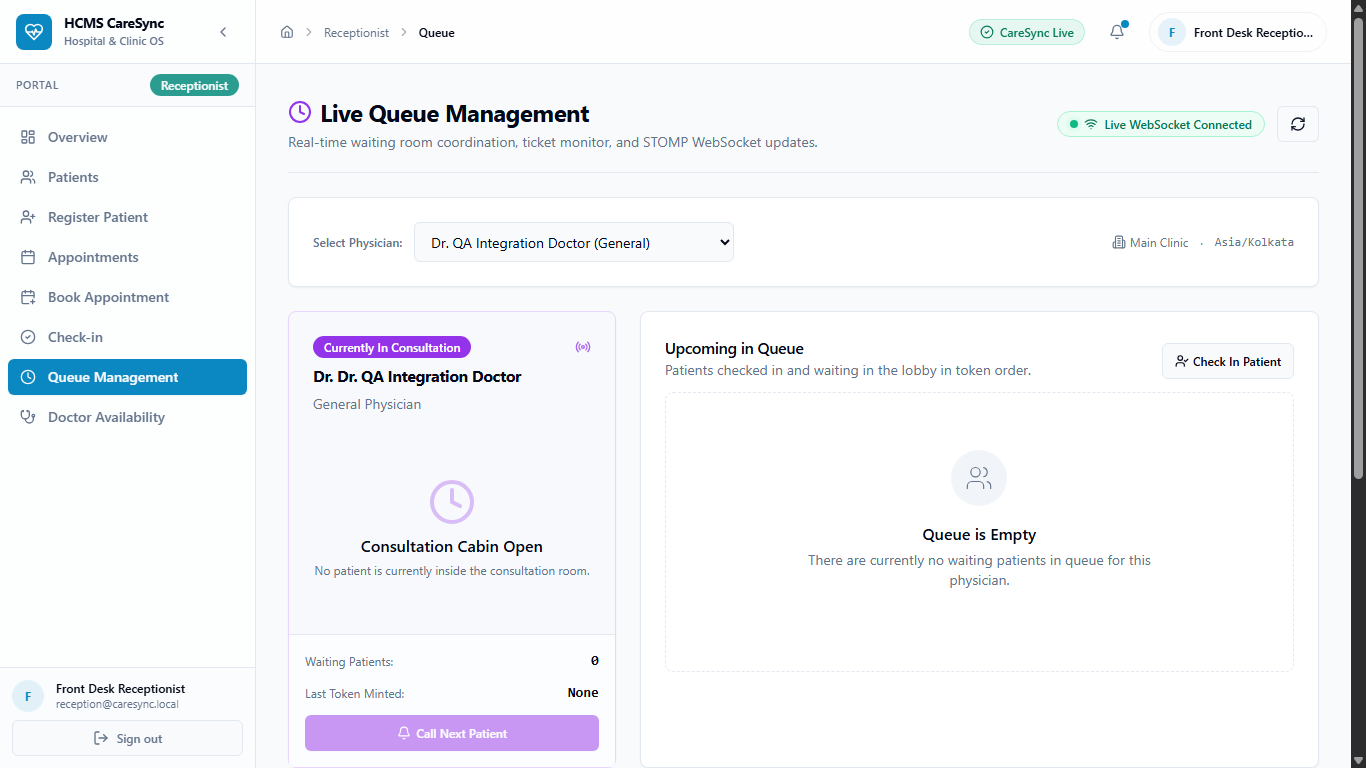 HCMS CareSync
Hospital & Clinic OS
PORTAL
Receptionist
Overview
Patients
Register Patient
Appointments
Book Appointment
Check-in
Queue Management
Doctor Availability
F
Front Desk Receptionist
reception@caresync.local
Sign out
Receptionist
Queue
CareSync Live
F
Front Desk Receptio...
Live Queue Management
Real-time waiting room coordination, ticket monitor, and STOMP WebSocket updates.
Live WebSocket Connected
Select Physician:
Dr. QA Integration Doctor (General)
Main Clinic · Asia/Kolkata
Currently In Consultation
Dr. Dr. QA Integration Doctor
General Physician
Consultation Cabin Open
No patient is currently inside the consultation room.
Waiting Patients: 0
Last Token Minted: None
Call Next Patient
Upcoming in Queue
Patients checked in and waiting in the lobby in token order.
Check In Patient
Queue is Empty
There are currently no waiting patients in queue for this
physician.